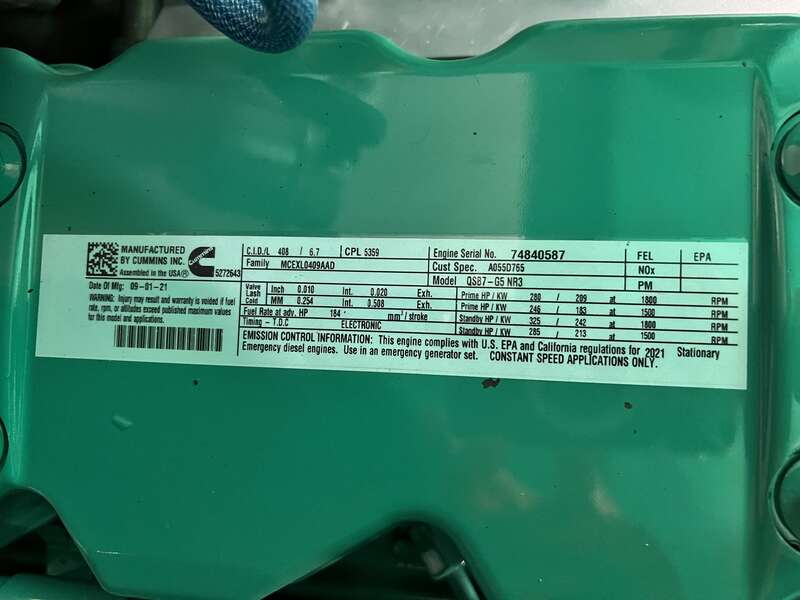 MANUFACTURED
BY CUMMINS INC.
Assembled in the USA®
Cummins
5272643
Date Of Mfg: 09-01-21
WARNING: Injury may result and warranty is voided if fuel
rate, rpm, or altitudes exceed published maximum values
for this model and applications.
C.I.D./L 408 / 6.7 CPL 5359
Family MCEXL0409AAD
Valve Lash Cold Inch 0.010 Int. 0.020 Exh.
MM 0.254 Int. 0.508 Exh.
Fuel Rate at adv. HP 184 mm³/stroke
Timing - T.D.C ELECTRONIC
Engine Serial No. 74840587
Cust Spec. A055D765
Model QSB7-G5 NR3
Prime HP / KW 280 / 209 at 1800 RPM
Prime HP / KW 246 / 183 at 1500 RPM
Standby HP / KW 325 / 242 at 1800 RPM
Standby HP / KW 285 / 213 at 1500 RPM
FEL EPA
NOx
PM
EMISSION CONTROL INFORMATION: This engine complies with U.S. EPA and California regulations for 2021 Stationary
Emergency diesel engines. Use in an emergency generator set. CONSTANT SPEED APPLICATIONS ONLY.